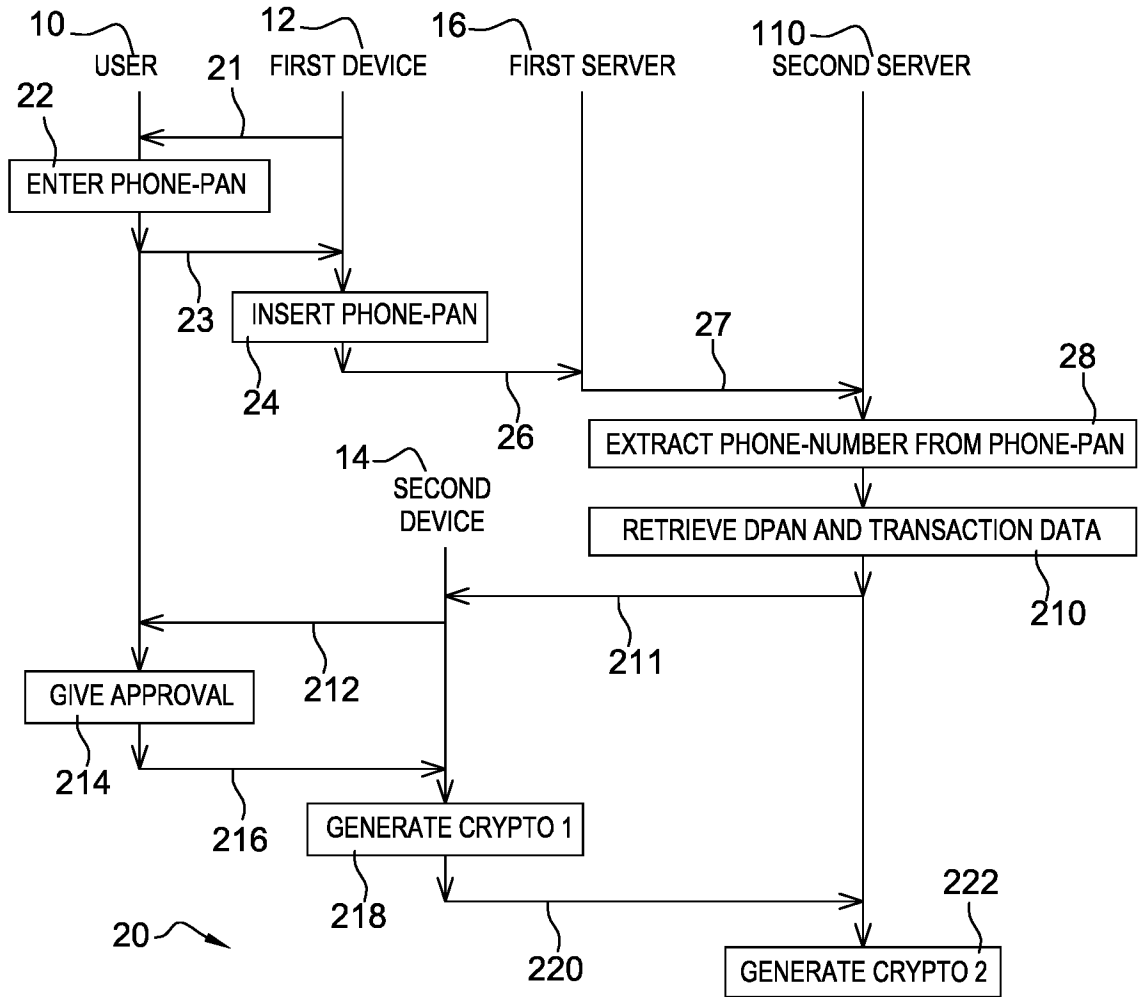 10 12 16 110
USER FIRST DEVICE FIRST SERVER SECOND SERVER
21
22
ENTER PHONE-PAN
23
INSERT PHONE-PAN
24
26
27
28
EXTRACT PHONE-NUMBER FROM PHONE-PAN
14
SECOND
DEVICE
RETRIEVE DPAN AND TRANSACTION DATA
210
211
212
GIVE APPROVAL
214
216
GENERATE CRYPTO 1
218
220
222
GENERATE CRYPTO 2
20